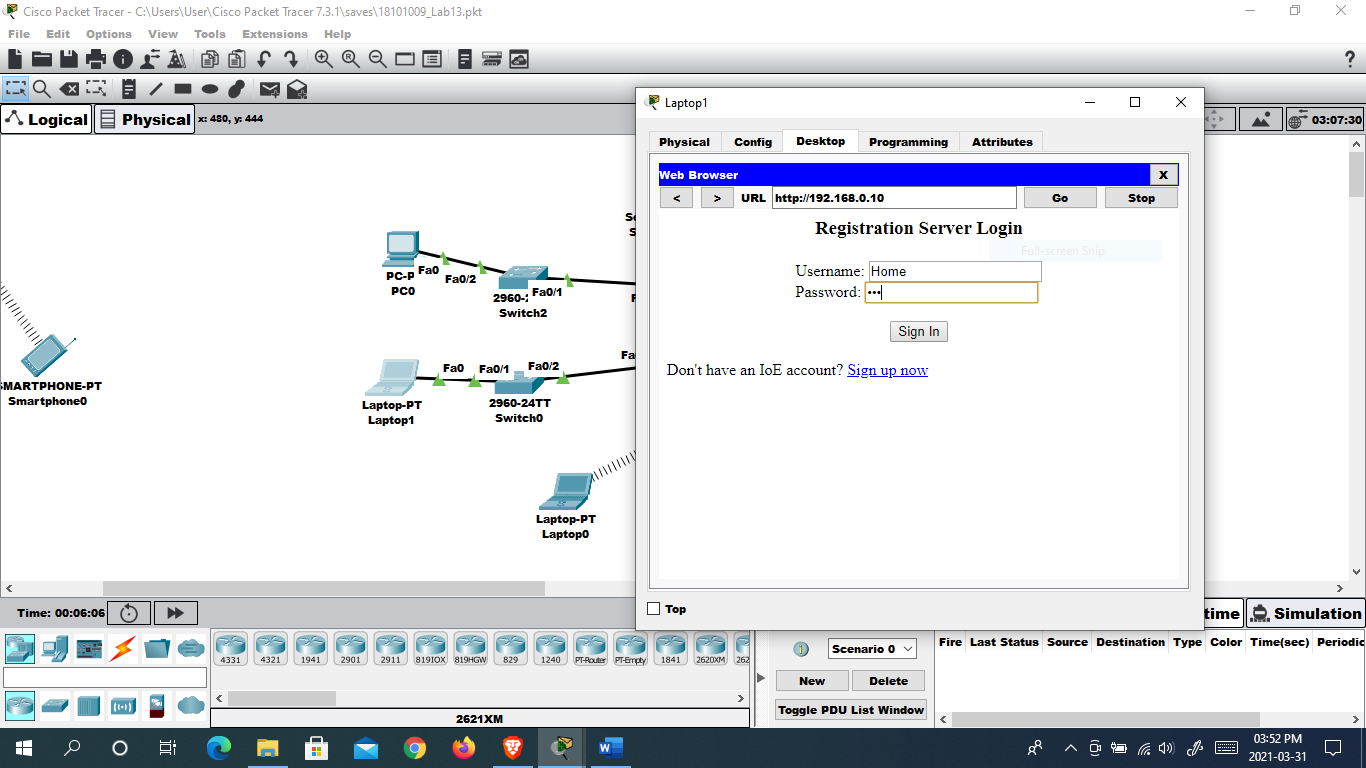 Cisco Packet Tracer - C:\Users\User\Cisco Packet Tracer 7.3.1\saves\18101009_Lab13.pkt
File Edit Options View Tools Extensions Help
?
Logical Physical x: 480, y: 444
03:07:30
Laptop1
Physical Config Desktop Programming Attributes
Web Browser X
< > URL http://192.168.0.10 Go Stop
Registration Server Login
Full-screen Snip
Username: Home
Password: •••
Sign In
Don't have an IoE account? Sign up now
Top
PC-P Fa0
PC0
Fa0/2
2960-2 Fa0/1
Switch2
Fa0 Fa0/1 Fa0/2
Laptop-PT
Laptop1
2960-24TT
Switch0
SMARTPHONE-PT
Smartphone0
Laptop-PT
Laptop0
Time: 00:06:06
time Simulation
4331 4321 1941 2901 2911 819IOX 819HGW 829 1240 PT-Router PT-Empty 1841 2620XM 262
2621XM
Scenario 0
New Delete
Toggle PDU List Window
Fire Last Status Source Destination Type Color Time(sec) Periodic
03:52 PM
2021-03-31